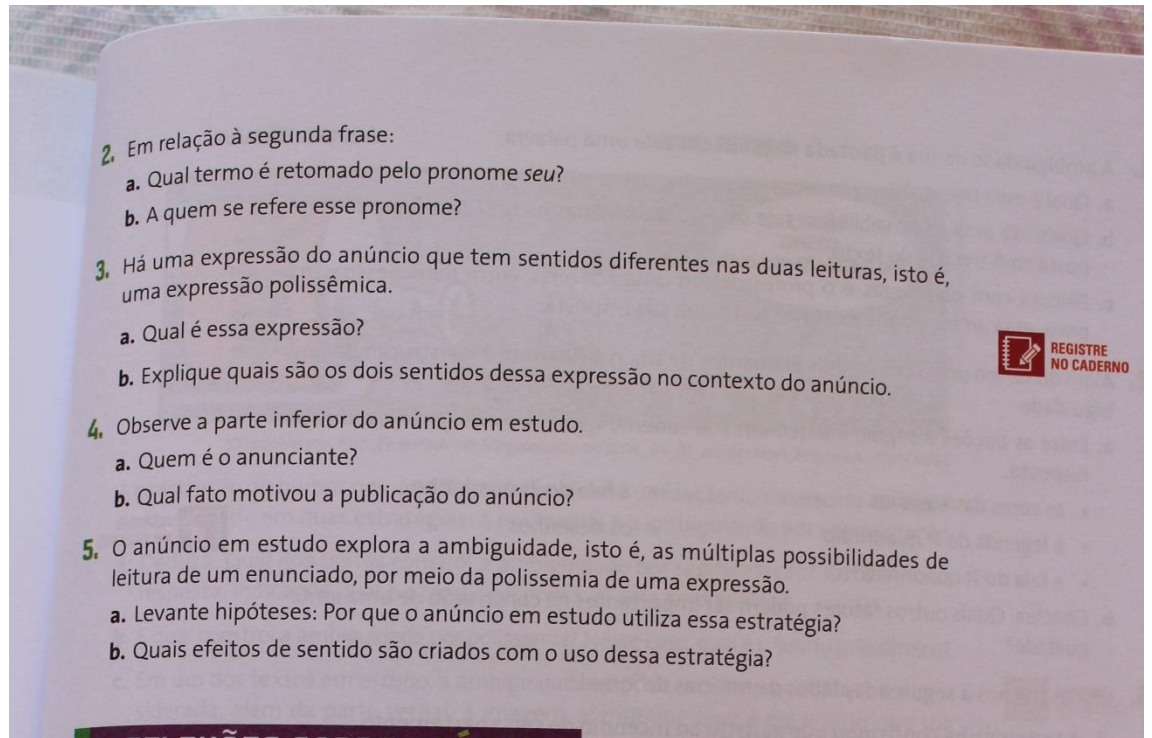 2. Em relação à segunda frase:
a. Qual termo é retomado pelo pronome seu?
b. A quem se refere esse pronome?
3. Há uma expressão do anúncio que tem sentidos diferentes nas duas leituras, isto é,
uma expressão polissêmica.
a. Qual é essa expressão?
REGISTRE
NO CADERNO
b. Explique quais são os dois sentidos dessa expressão no contexto do anúncio.
4. Observe a parte inferior do anúncio em estudo.
a. Quem é o anunciante?
b. Qual fato motivou a publicação do anúncio?
5. O anúncio em estudo explora a ambiguidade, isto é, as múltiplas possibilidades de
leitura de um enunciado, por meio da polissemia de uma expressão.
a. Levante hipóteses: Por que o anúncio em estudo utiliza essa estratégia?
b. Quais efeitos de sentido são criados com o uso dessa estratégia?